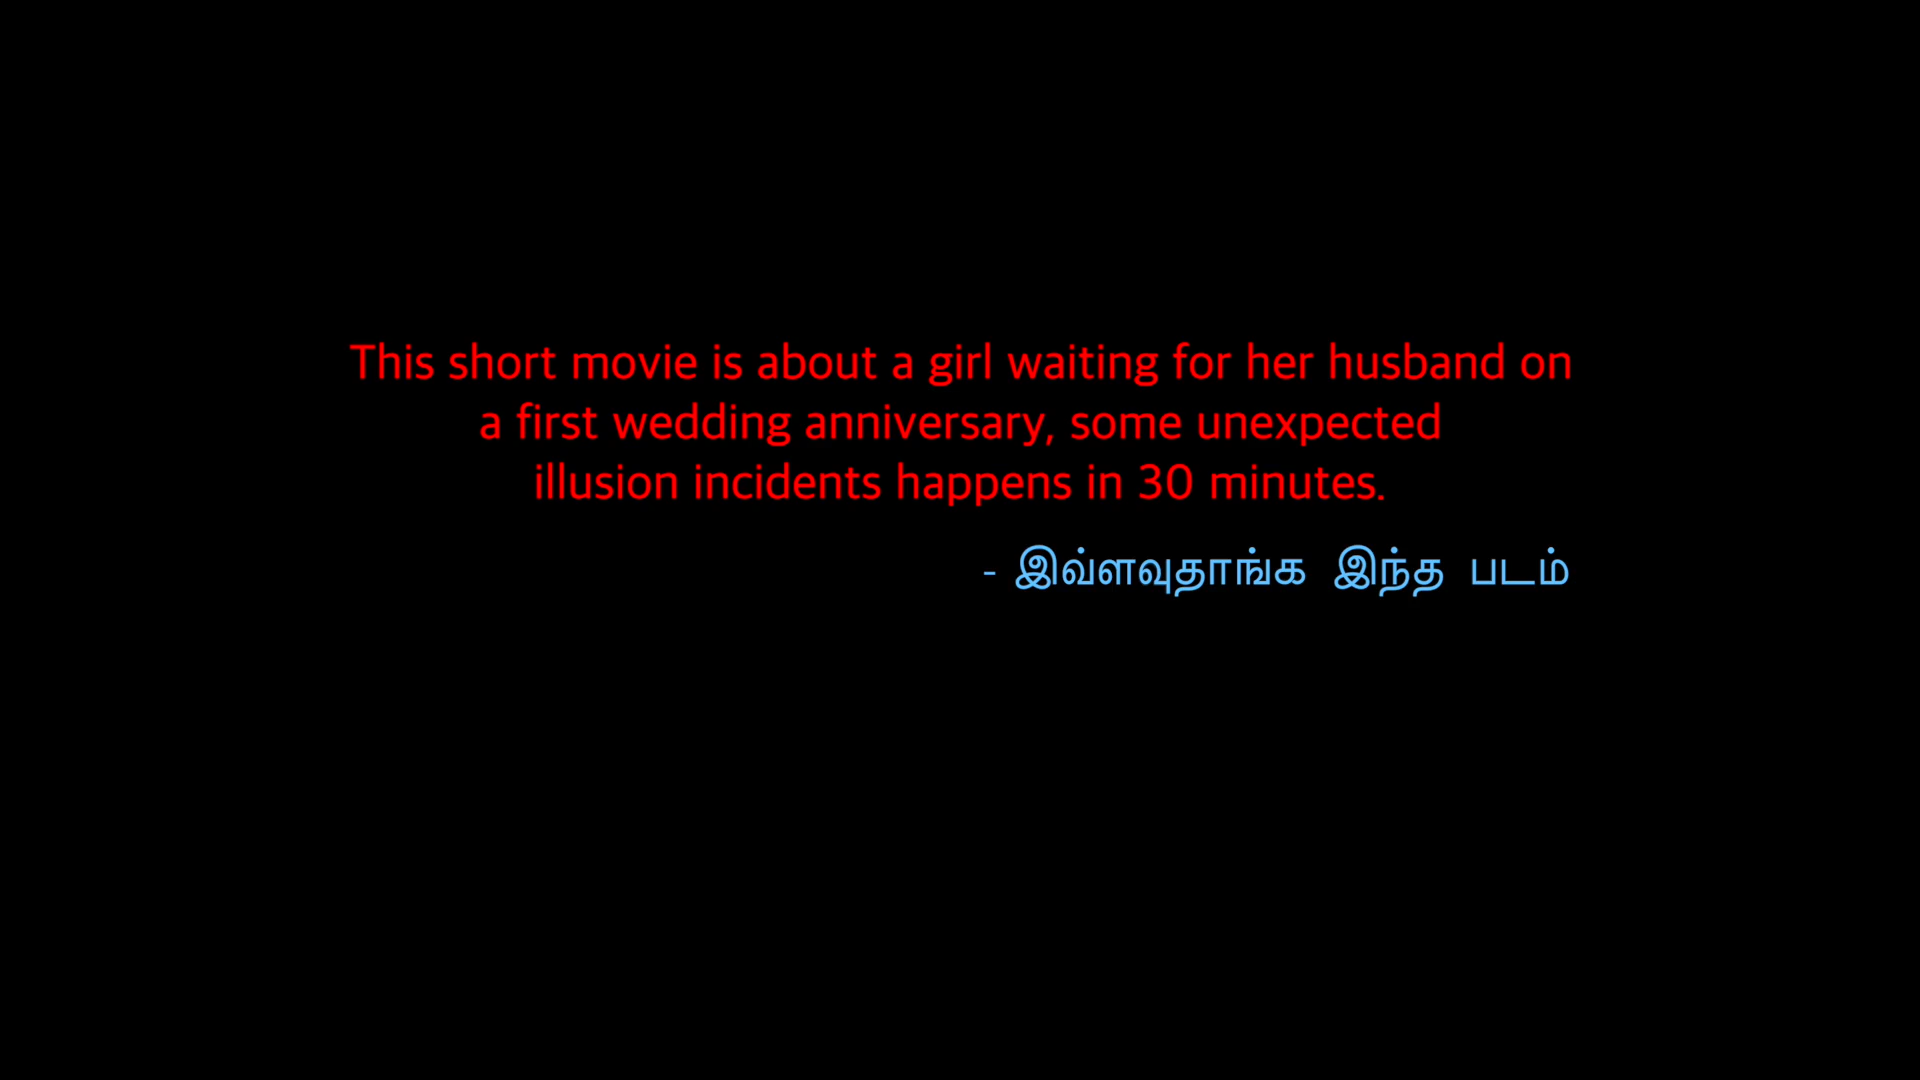 This short movie is about a girl waiting for her husband on
a first wedding anniversary, some unexpected
illusion incidents happens in 30 minutes.
- இவ்ளவுதாங்க இந்த படம்